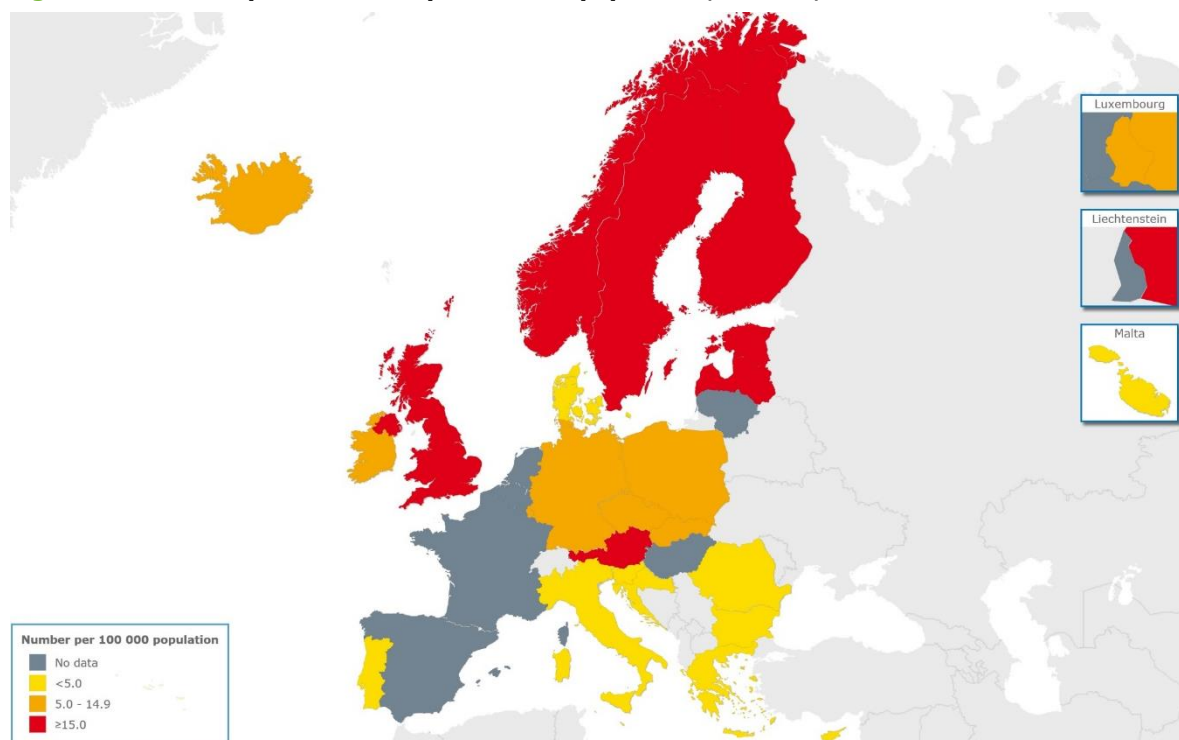 Luxembourg
Liechtenstein
Malta
Number per 100 000 population
No data
<5.0
5.0 - 14.9
≥15.0